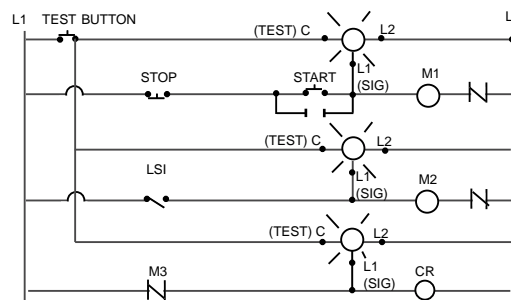 L1 TEST BUTTON (TEST) C L2 L
L1
STOP START (SIG) M1
(TEST) C L2
LSI L1
(SIG) M2
(TEST) C L2
M3 L1
(SIG) CR